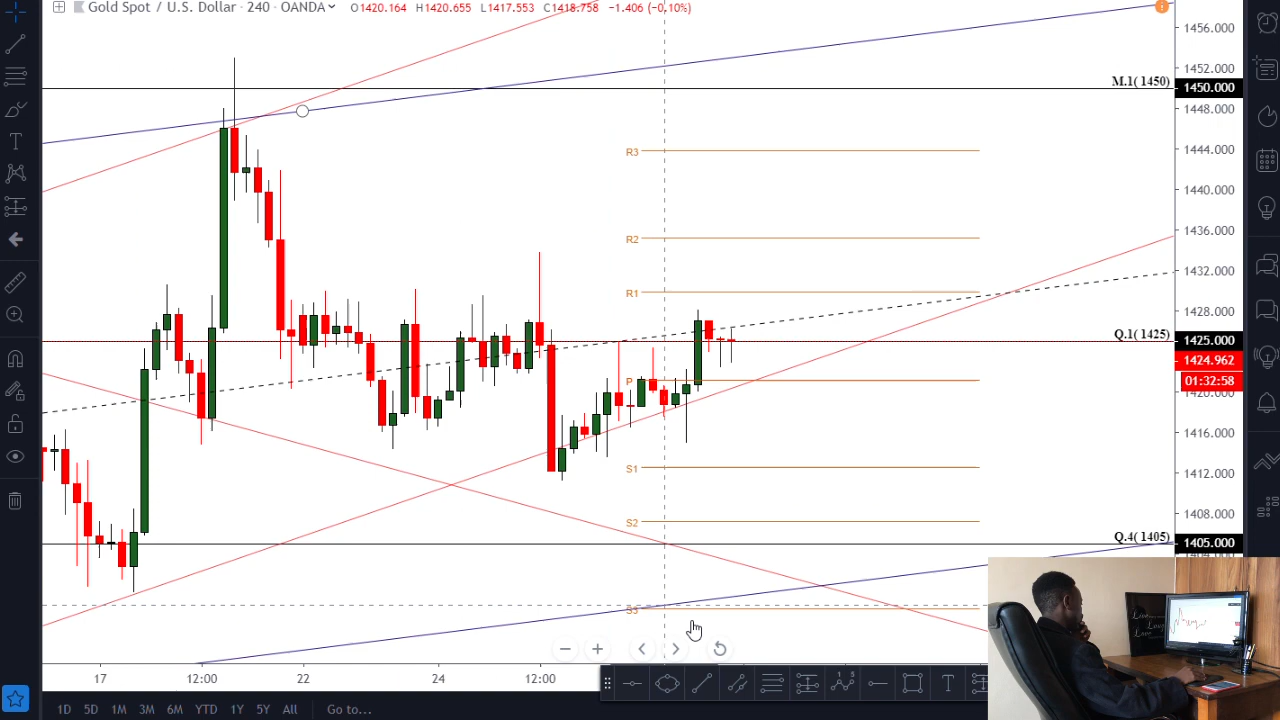 Gold Spot / U.S. Dollar · 240 · OANDA O1420.164 H1420.655 L1417.553 C1418.758 −1.406 (−0.10%)
1456.000
1452.000
M.1( 1450)
1450.000
1448.000
R3
1444.000
1440.000
R2
1436.000
1432.000
R1
1428.000
Q.1( 1425)
1425.000
1424.962
P
01:32:58
1420.000
1416.000
S1
1412.000
1408.000
S2
Q.4( 1405)
1405.000
S3
17 12:00 22 24 12:00
T
1D 5D 1M 3M 6M YTD 1Y 5Y All Go to...